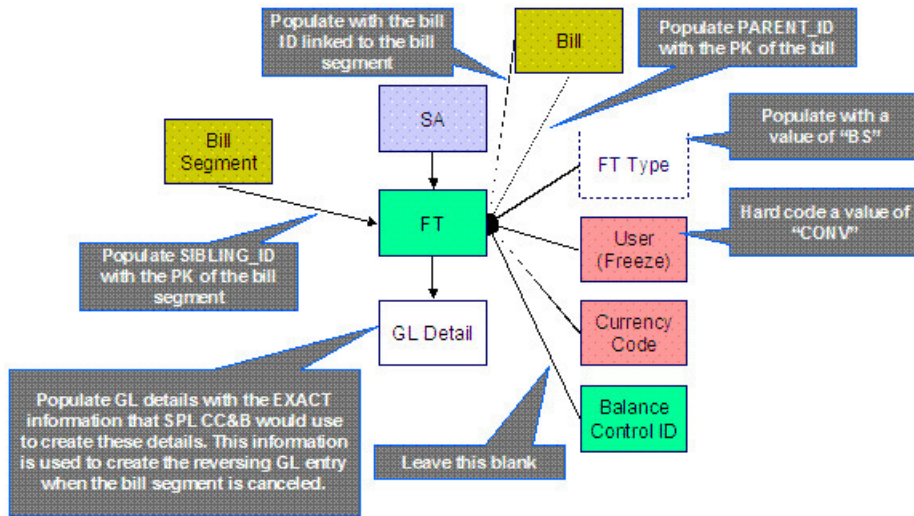 Populate with the bill
ID linked to the bill
segment
Bill
Populate PARENT_ID
with the PK of the bill
SA
Populate with a
value of “BS”
Bill
Segment
FT Type
FT
Hard code a value of
“CONV”
User
(Freeze)
Populate SIBLING_ID
with the PK of the bill
segment
GL Detail
Currency
Code
Populate GL details with the EXACT
information that SPL CC&B would use
to create these details. This information
is used to create the reversing GL entry
when the bill segment is canceled.
Balance
Control ID
Leave this blank